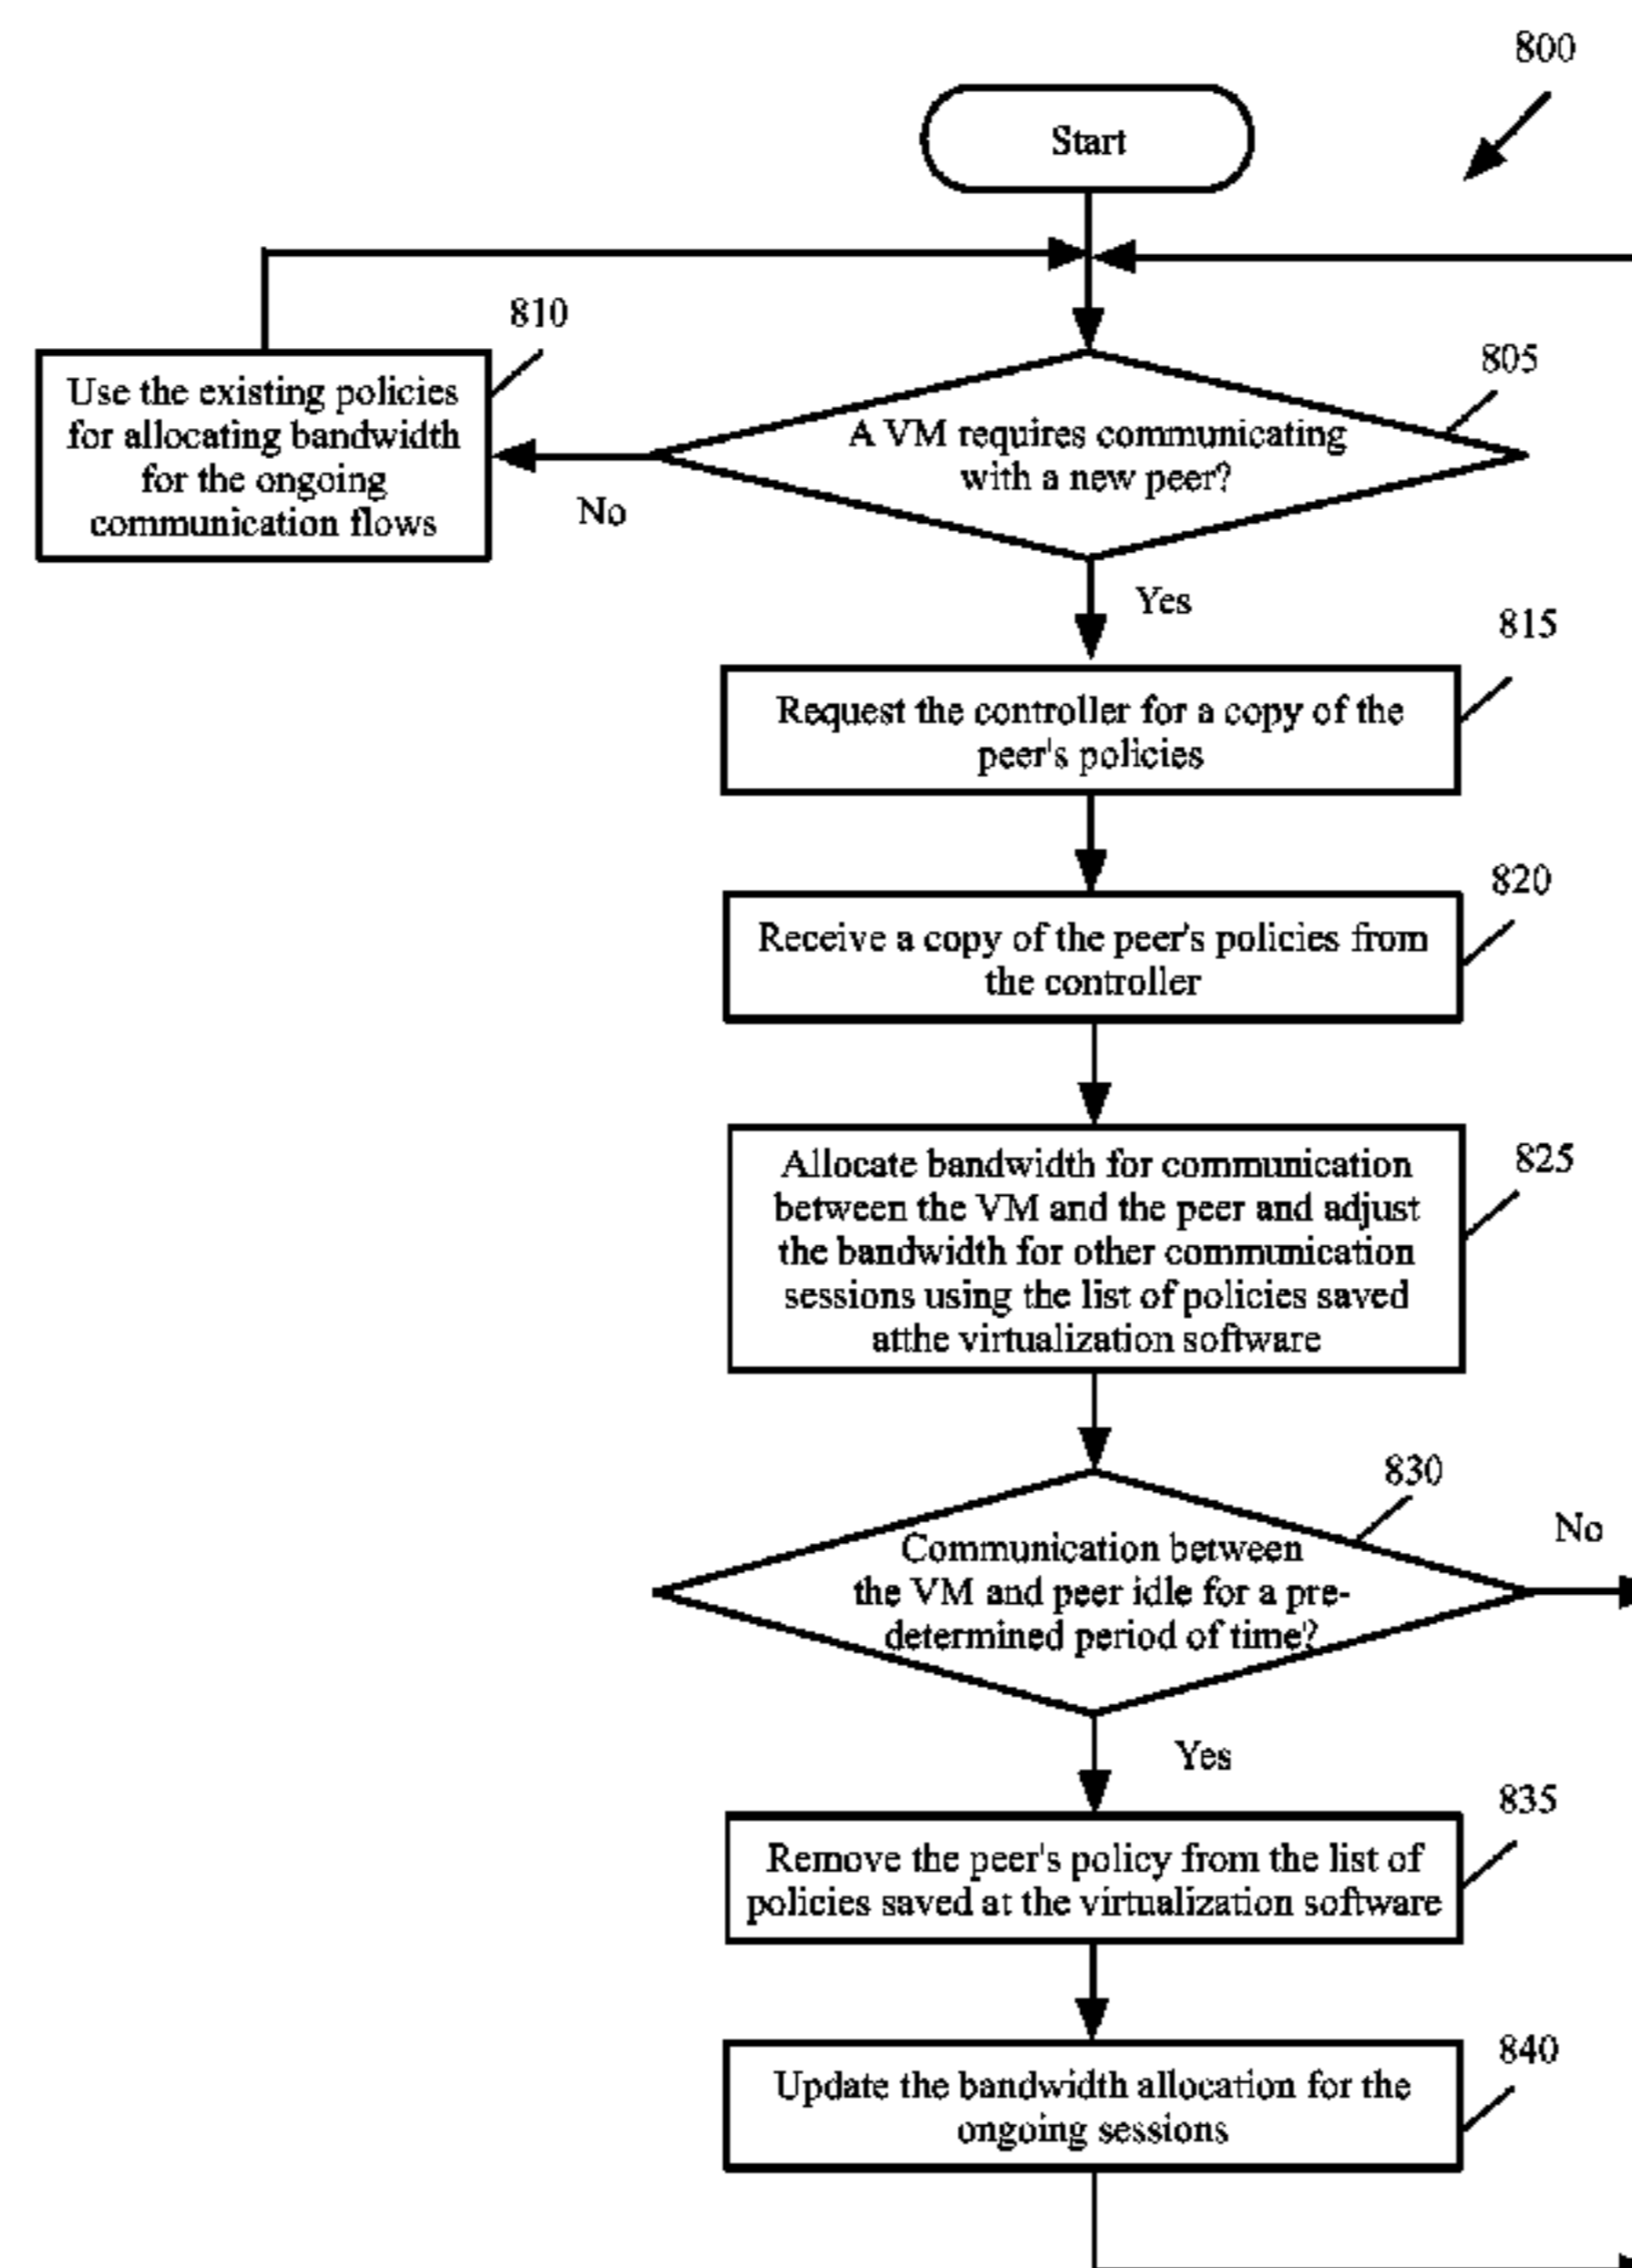 800
Start
810
Use the existing policies
for allocating bandwidth
for the ongoing
communication flows
805
A VM requires communicating
with a new peer?
No
Yes
815
Request the controller for a copy of the
peer's policies
820
Receive a copy of the peer's policies from
the controller
825
Allocate bandwidth for communication
between the VM and the peer and adjust
the bandwidth for other communication
sessions using the list of policies saved
atthe virtualization software
830
Communication between
the VM and peer idle for a pre-
determined period of time?
No
Yes
835
Remove the peer's policy from the list of
policies saved at the virtualization software
840
Update the bandwidth allocation for the
ongoing sessions